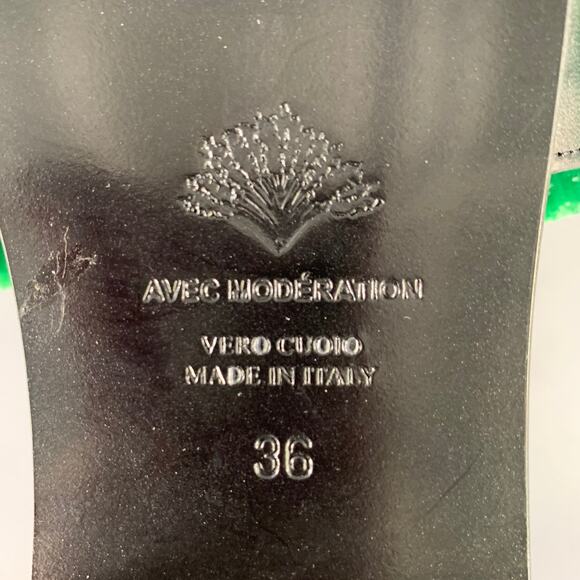 AVEC MODÉRATION
VERO CUOIO
MADE IN ITALY
36